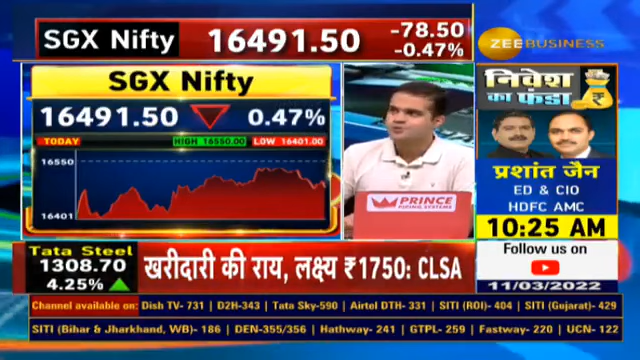 SGX Nifty 16491.50 -78.50 -0.47%
ZEE BUSINESS
SGX Nifty
16491.50 0.47%
TODAY HIGH 16550.00 LOW 16401.00
16550
16401
PRINCE
PIPING SYSTEMS
निवेश
का फंडा
₹
प्रशांत जैन
ED & CIO
HDFC AMC
10:25 AM
Follow us on
11/03/2022
Tata Steel
1308.70
4.25%
खरीदारी की राय, लक्ष्य ₹1750: CLSA
Channel available on: Dish TV- 731 | D2H-343 | Tata Sky-590 | Airtel DTH- 331 | SITI (ROI)- 404 | SITI (Gujarat)- 429
SITI (Bihar & Jharkhand, WB)- 186 | DEN-355/356 | Hathway- 241 | GTPL- 259 | Fastway- 220 | UCN- 122